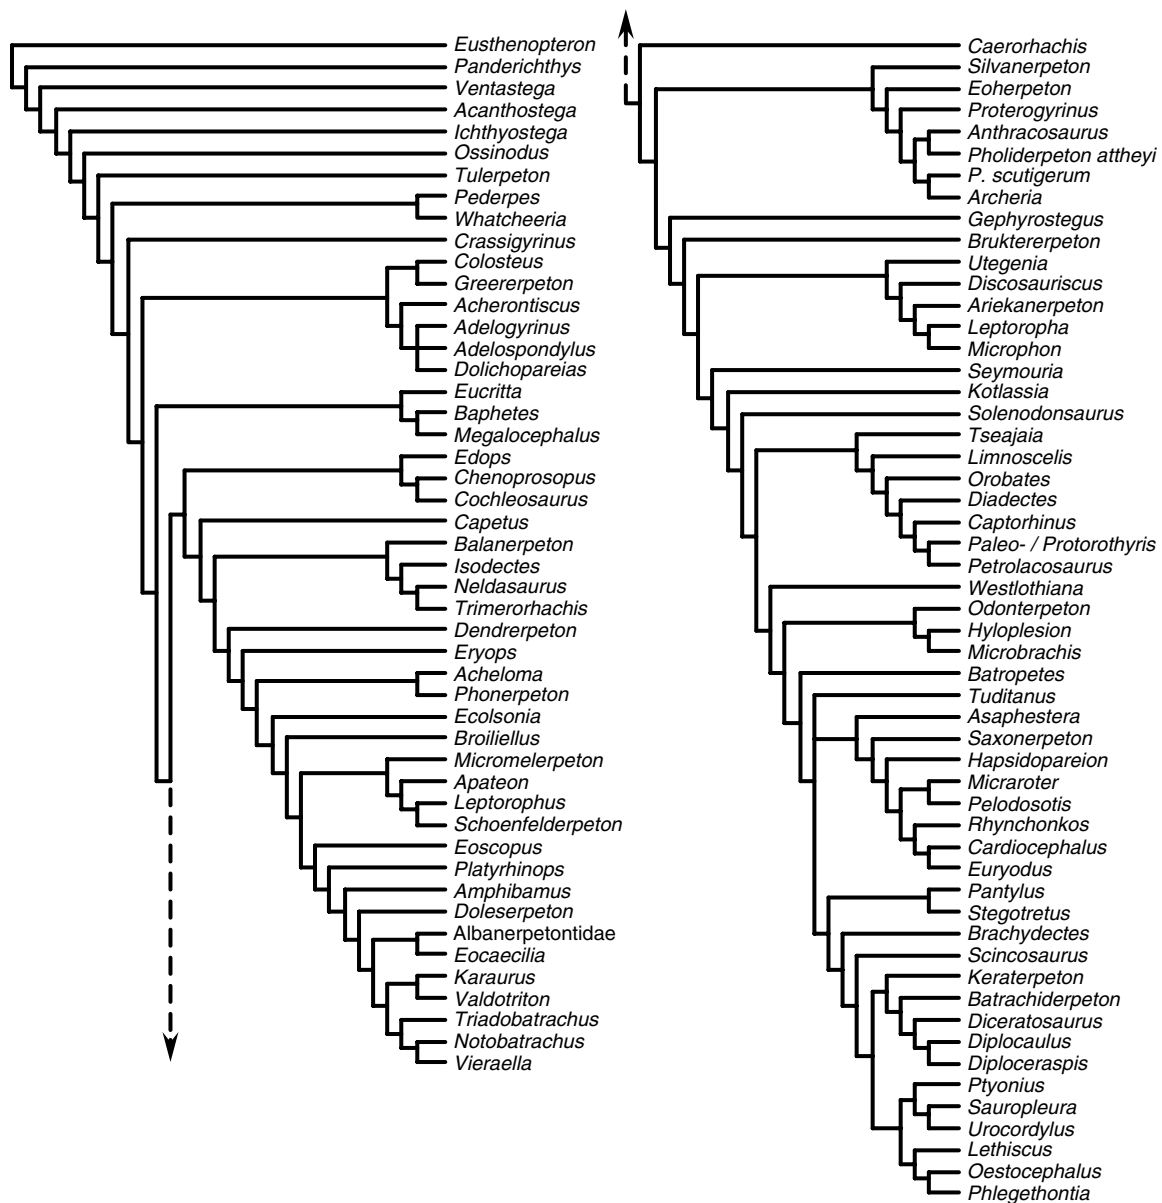 Eusthenopteron
Panderichthys
Ventastega
Acanthostega
Ichthyostega
Ossinodus
Tulerpeton
Pederpes
Whatcheeria
Crassigyrinus
Colosteus
Greererpeton
Acherontiscus
Adelogyrinus
Adelospondylus
Dolichopareias
Eucritta
Baphetes
Megalocephalus
Edops
Chenoprosopus
Cochleosaurus
Capetus
Balanerpeton
Isodectes
Neldasaurus
Trimerorhachis
Dendrerpeton
Eryops
Acheloma
Phonerpeton
Ecolsonia
Broiliellus
Micromelerpeton
Apateon
Leptorophus
Schoenfelderpeton
Eoscopus
Platyrhinops
Amphibamus
Doleserpeton
Albanerpetontidae
Eocaecilia
Karaurus
Valdotriton
Triadobatrachus
Notobatrachus
Vieraella
Caerorhachis
Silvanerpeton
Eoherpeton
Proterogyrinus
Anthracosaurus
Pholiderpeton attheyi
P. scutigerum
Archeria
Gephyrostegus
Bruktererpeton
Utegenia
Discosauriscus
Ariekanerpeton
Leptoropha
Microphon
Seymouria
Kotlassia
Solenodonsaurus
Tseajaia
Limnoscelis
Orobates
Diadectes
Captorhinus
Paleo- / Protorothyris
Petrolacosaurus
Westlothiana
Odonterpeton
Hyloplesion
Microbrachis
Batropetes
Tuditanus
Asaphestera
Saxonerpeton
Hapsidopareion
Micraroter
Pelodosotis
Rhynchonkos
Cardiocephalus
Euryodus
Pantylus
Stegotretus
Brachydectes
Scincosaurus
Keraterpeton
Batrachiderpeton
Diceratosaurus
Diplocaulus
Diploceraspis
Ptyonius
Sauropleura
Urocordylus
Lethiscus
Oestocephalus
Phlegethontia